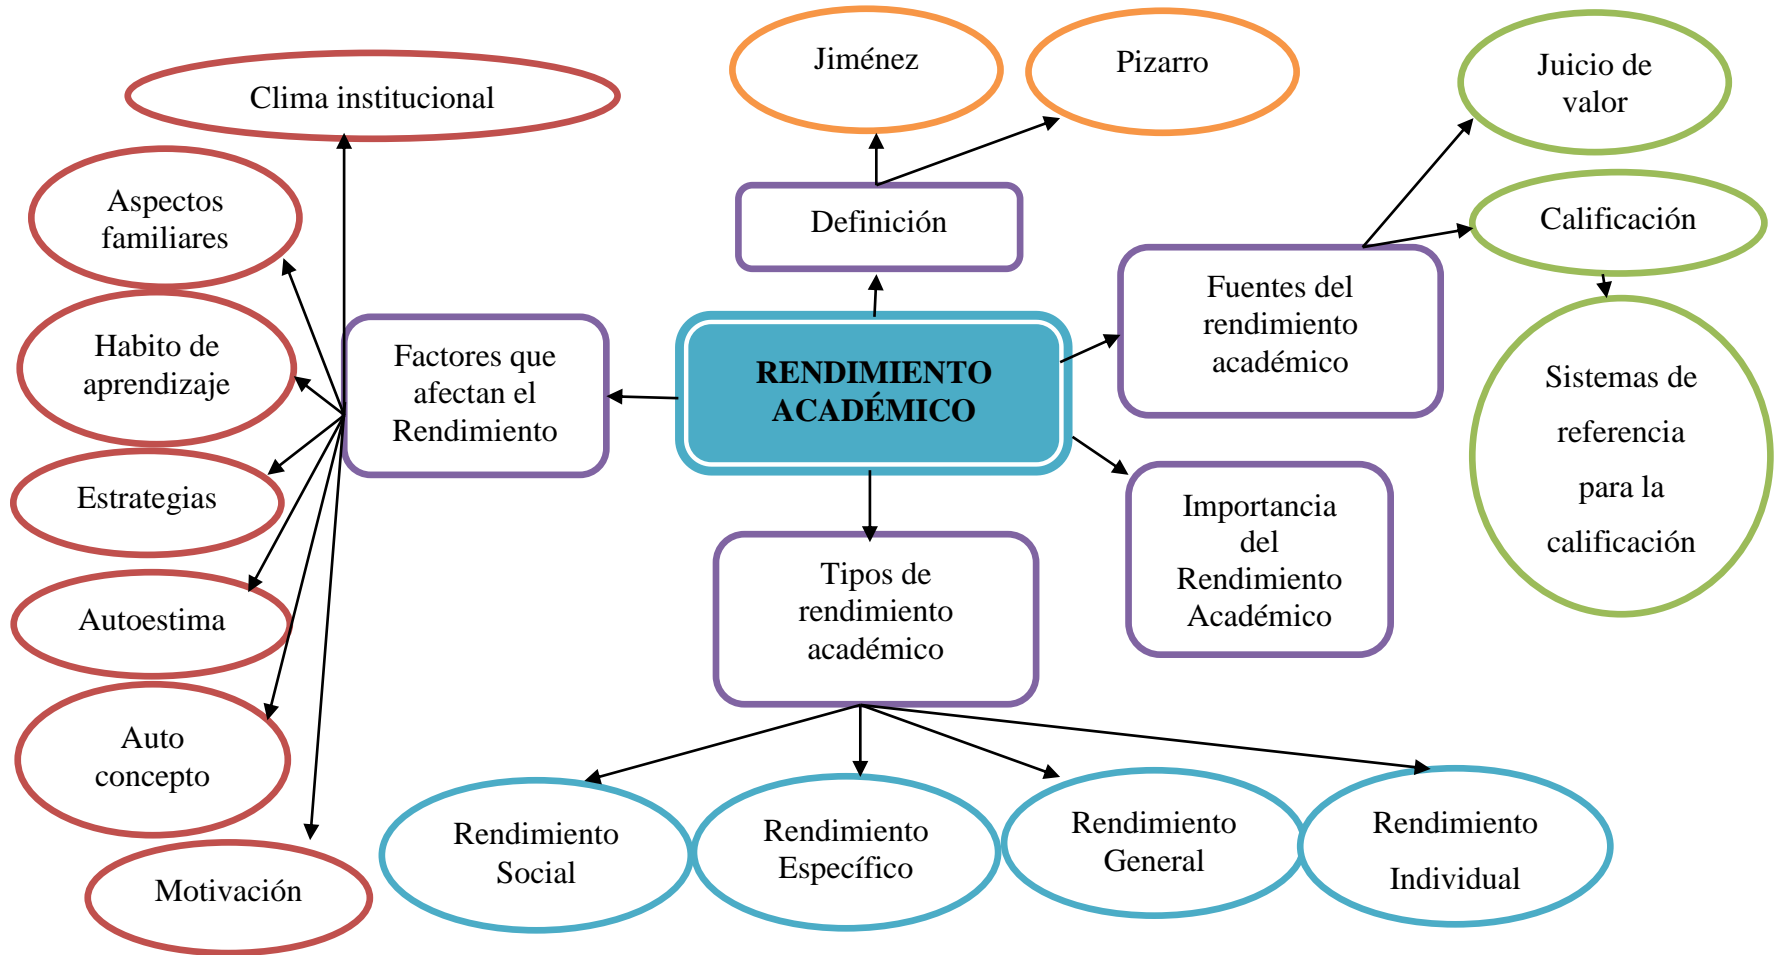 Jiménez
Pizarro
Juicio de
valor
Clima institucional
Aspectos
familiares
Definición
Calificación
Fuentes del
rendimiento
académico
Habito de
aprendizaje
Factores que
afectan el
Rendimiento
RENDIMIENTO
ACADÉMICO
Sistemas de
referencia
para la
calificación
Estrategias
Importancia
del
Rendimiento
Académico
Tipos de
rendimiento
académico
Autoestima
Auto
concepto
Motivación
Rendimiento
Social
Rendimiento
Específico
Rendimiento
General
Rendimiento
Individual